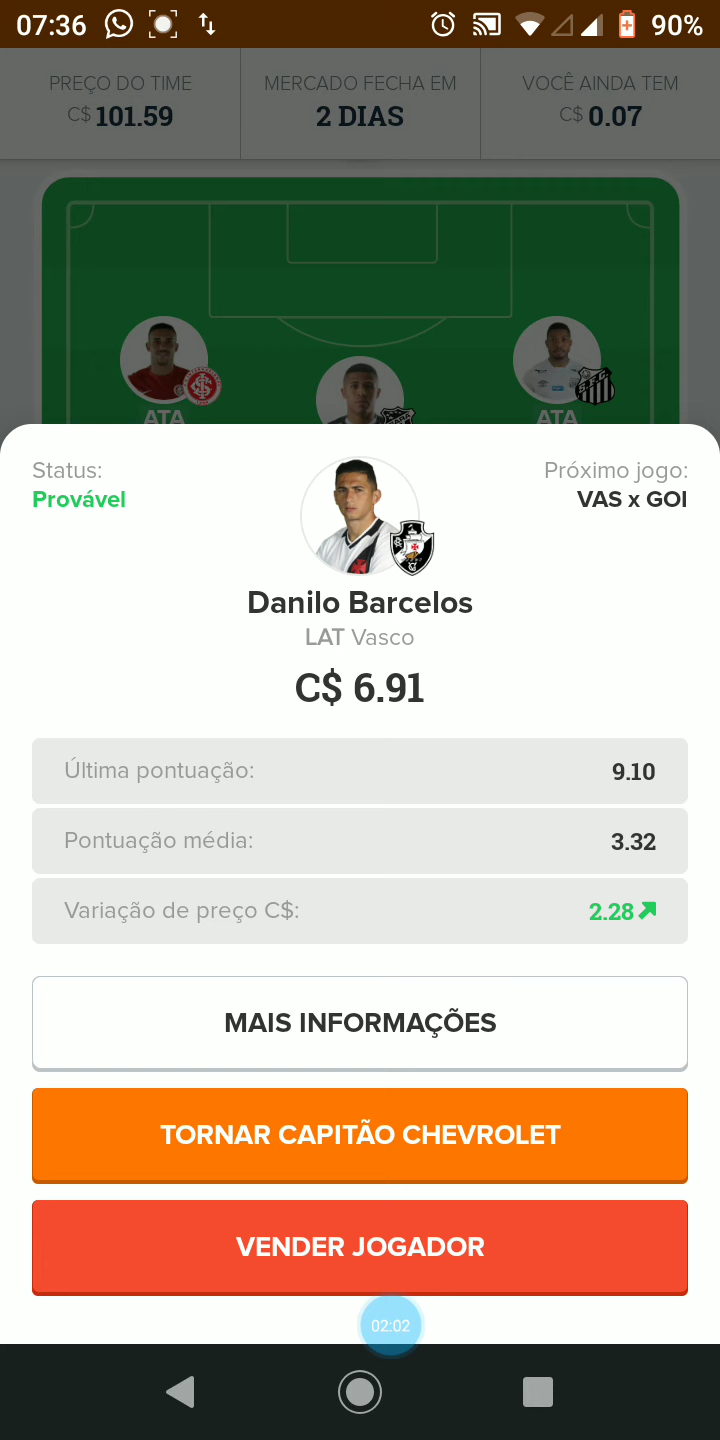 07:36
90%
PREÇO DO TIME
C$ 101.59
MERCADO FECHA EM
2 DIAS
VOCÊ AINDA TEM
C$ 0.07
ATA
ATA
Status:
Provável
Próximo jogo:
VAS x GOI
Danilo Barcelos
LAT Vasco
C$ 6.91
Última pontuação:
9.10
Pontuação média:
3.32
Variação de preço C$:
2.28
MAIS INFORMAÇÕES
TORNAR CAPITÃO CHEVROLET
VENDER JOGADOR
02:02